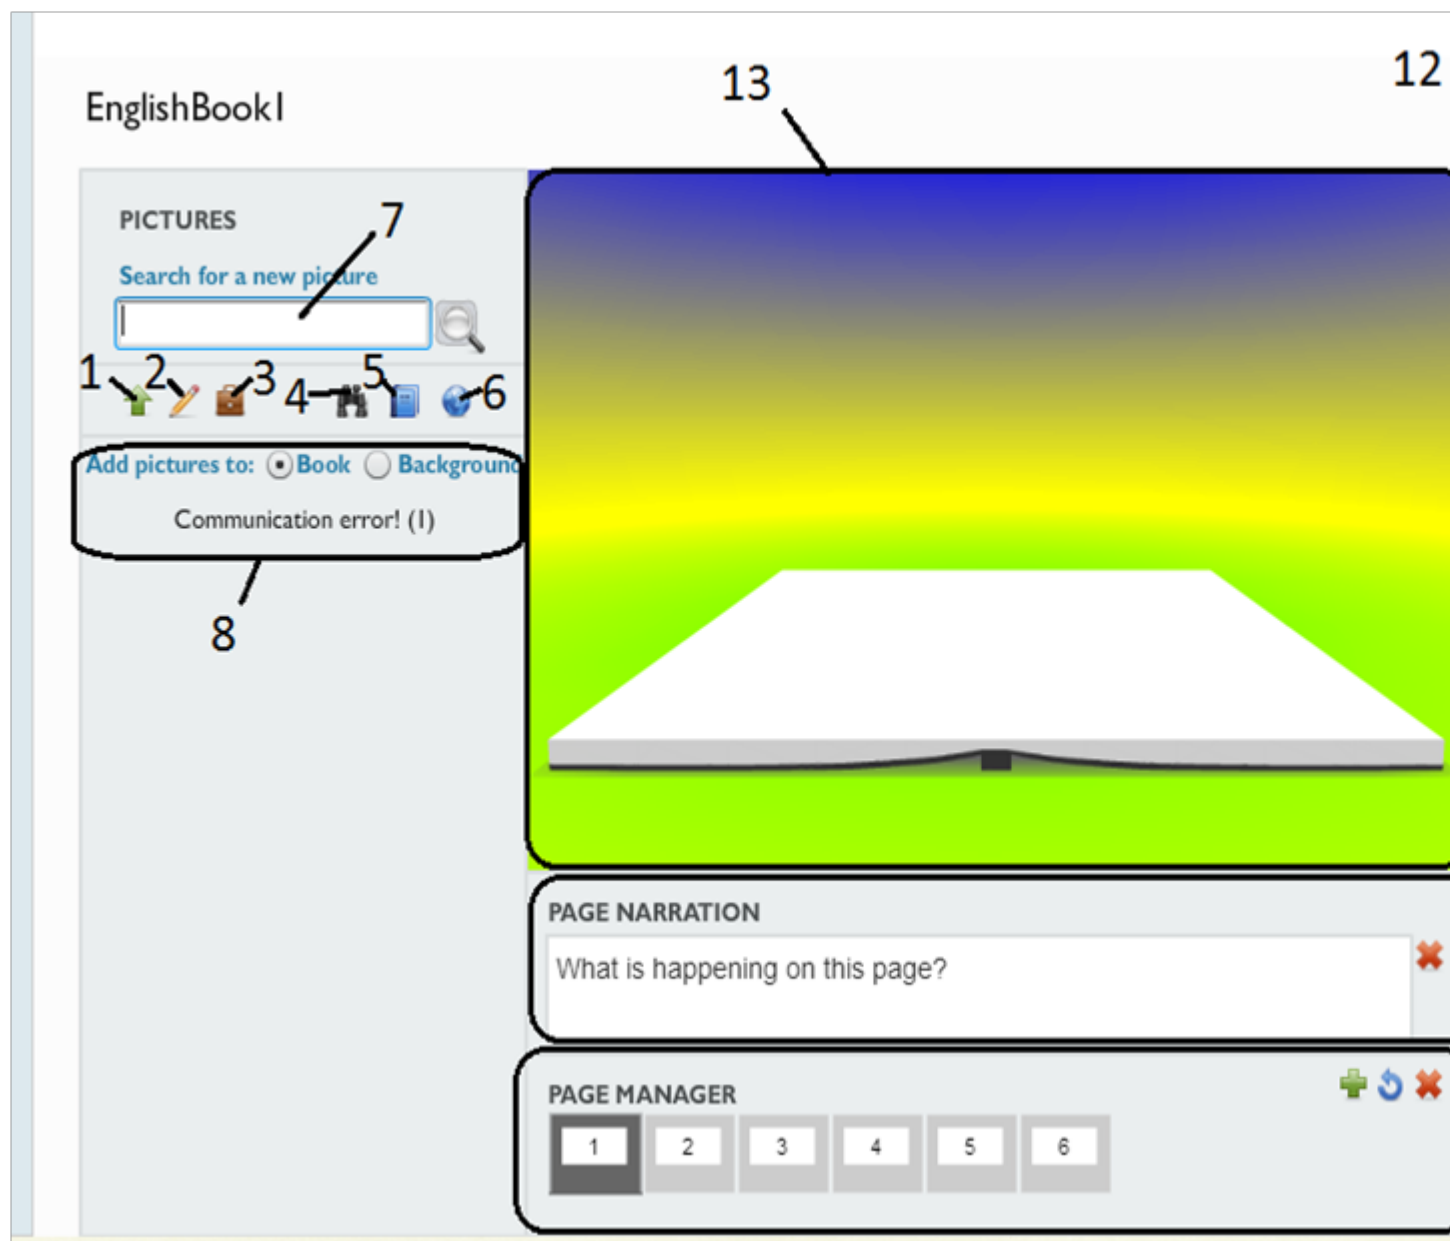 13
12
EnglishBook1
PICTURES
7
Search for a new picture
1 2 3 4 5 6
Add pictures to: Book Background
Communication error! (1)
8
PAGE NARRATION
What is happening on this page?
PAGE MANAGER
1 2 3 4 5 6